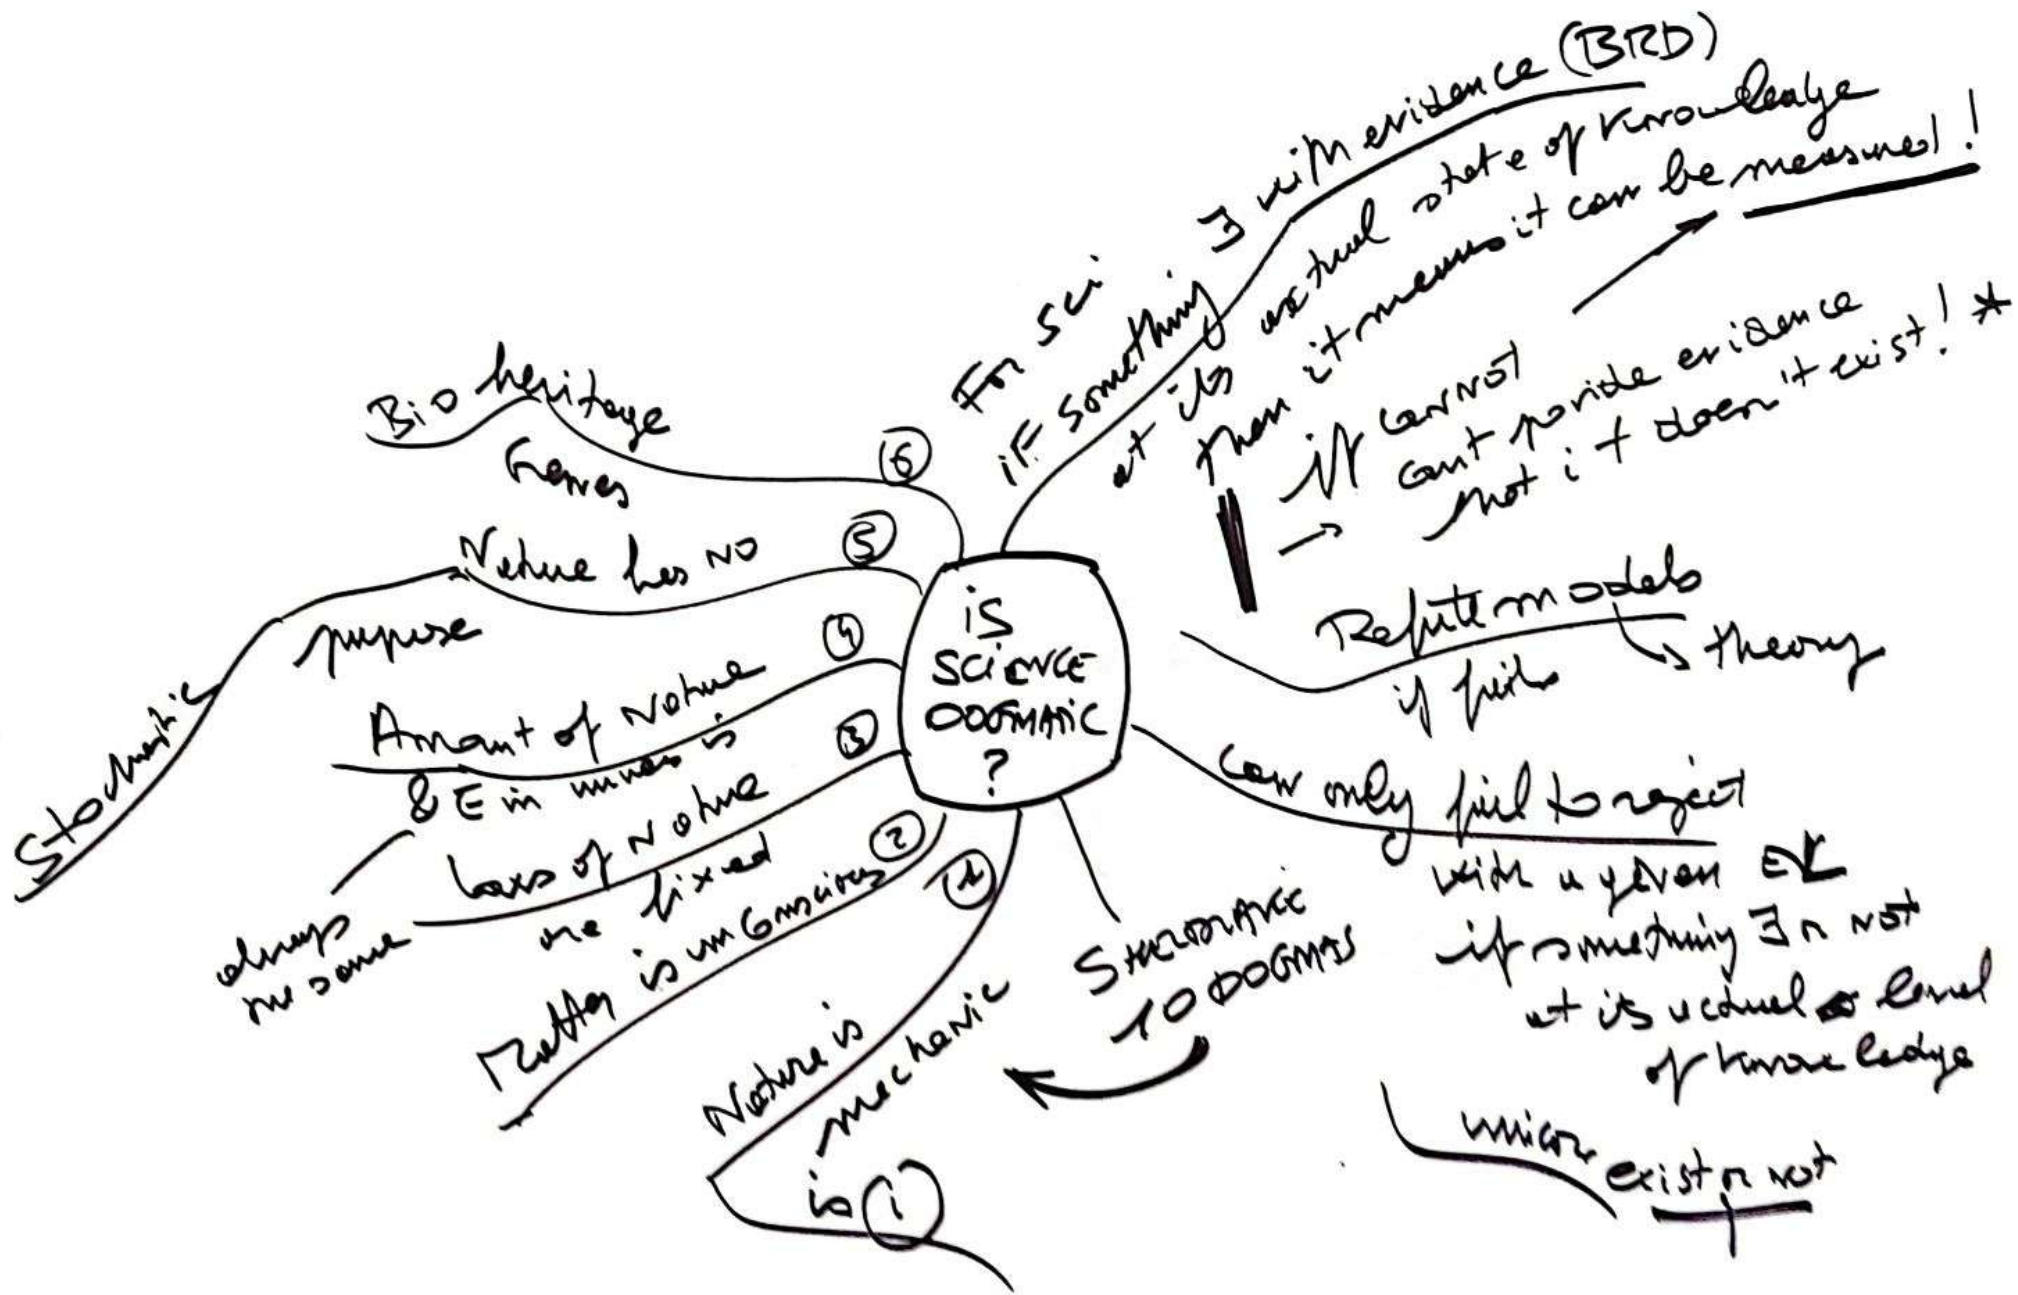 is
SCIENCE
DOGMATIC
?
For Sci
if something ∃ with evidence (BRD)
at its actual state of knowledge
then it means it can be measured!
if cannot
→ can't provide evidence
that it doesn't exist! *
Refute models
→ theory
if fails
can only fail to reject
with a given
if something ∃ or not
at its actual level
of knowledge
exist or not
SHELDRAKE
10 DOGMAS
1
Nature is
mechanic
is i
2
Matter is unconscious
3
Laws of Nature
are fixed
4
Amount of Nature
& E in is
always
the same
5
Nature has NO
purpose
Stochastic
6
Bio heritage
Genes